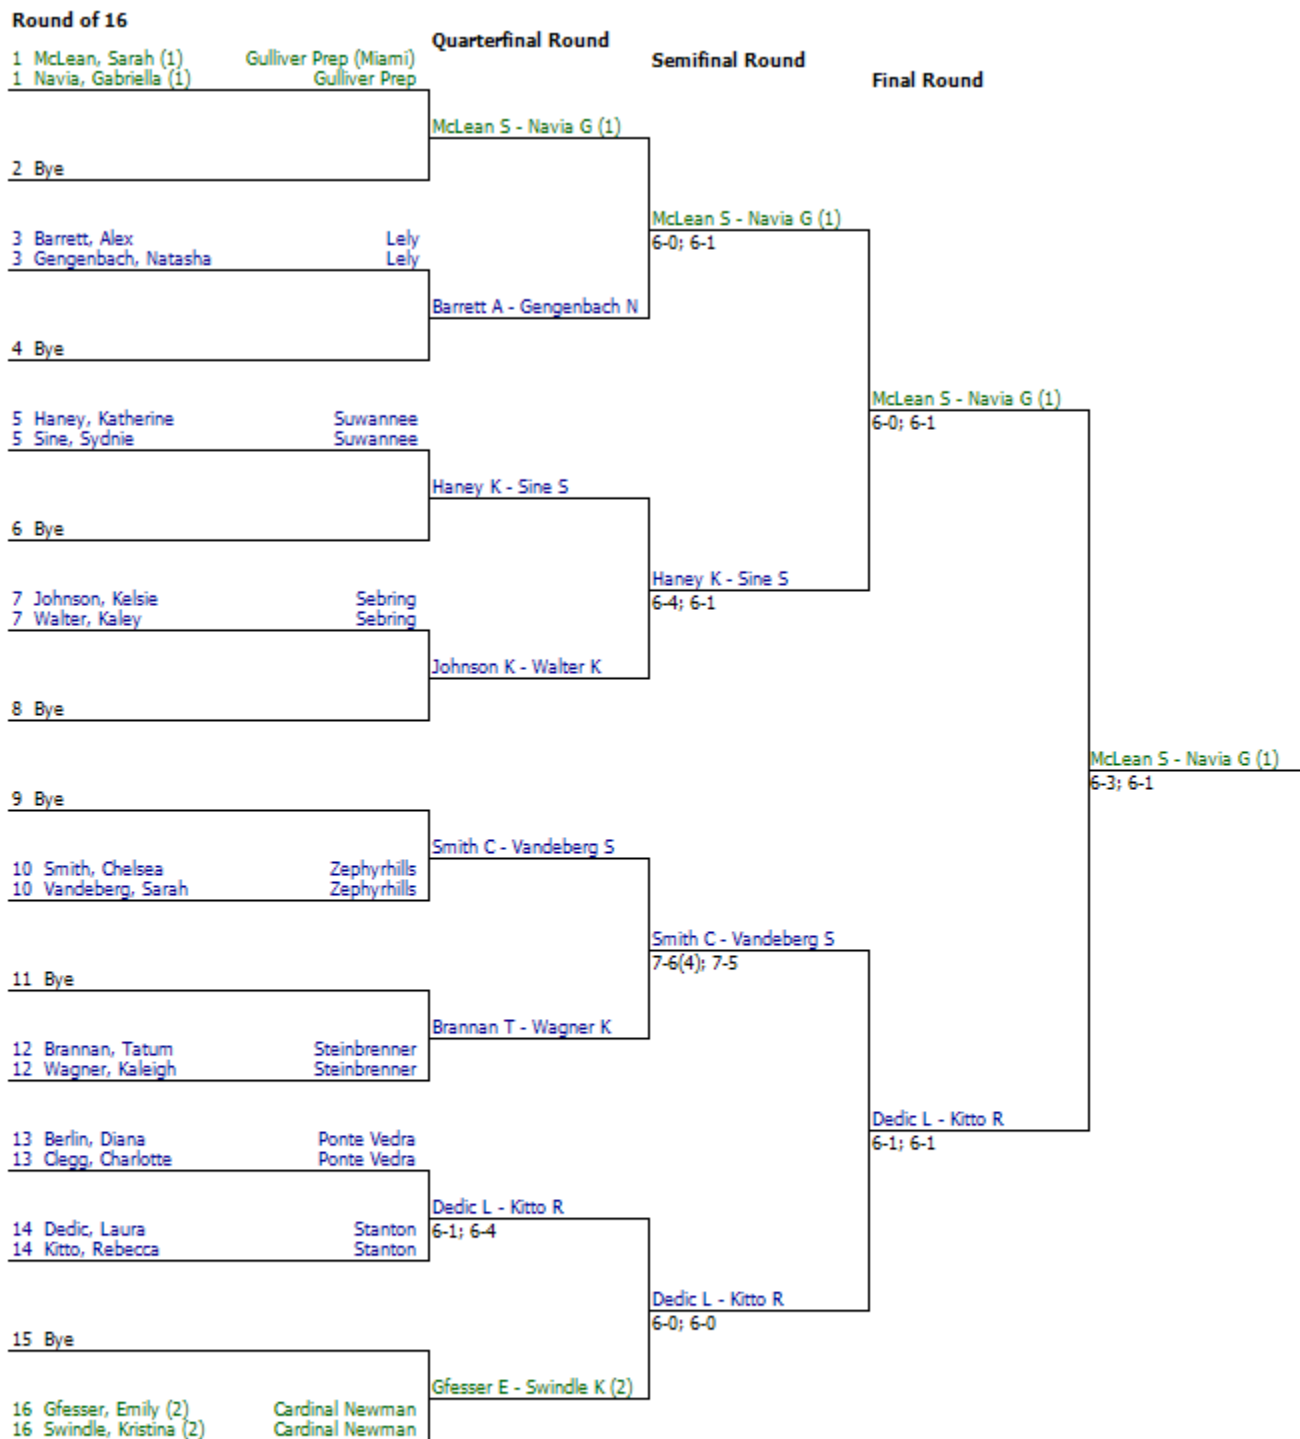 Round of 16
Quarterfinal Round
Semifinal Round
Final Round
1 McLean, Sarah (1) Gulliver Prep (Miami)
1 Navia, Gabriella (1) Gulliver Prep
McLean S - Navia G (1)
2 Bye
McLean S - Navia G (1)
6-0; 6-1
3 Barrett, Alex Lely
3 Gengenbach, Natasha Lely
Barrett A - Gengenbach N
4 Bye
McLean S - Navia G (1)
6-0; 6-1
5 Haney, Katherine Suwannee
5 Sine, Sydnie Suwannee
Haney K - Sine S
6 Bye
Haney K - Sine S
6-4; 6-1
7 Johnson, Kelsie Sebring
7 Walter, Kaley Sebring
Johnson K - Walter K
8 Bye
McLean S - Navia G (1)
6-3; 6-1
9 Bye
Smith C - Vandeberg S
10 Smith, Chelsea Zephyrhills
10 Vandeberg, Sarah Zephyrhills
Smith C - Vandeberg S
7-6(4); 7-5
11 Bye
Brannan T - Wagner K
12 Brannan, Tatum Steinbrenner
12 Wagner, Kaleigh Steinbrenner
Dedic L - Kitto R
6-1; 6-1
13 Berlin, Diana Ponte Vedra
13 Clegg, Charlotte Ponte Vedra
Dedic L - Kitto R
6-1; 6-4
14 Dedic, Laura Stanton
14 Kitto, Rebecca Stanton
Dedic L - Kitto R
6-0; 6-0
15 Bye
Gfesser E - Swindle K (2)
16 Gfesser, Emily (2) Cardinal Newman
16 Swindle, Kristina (2) Cardinal Newman